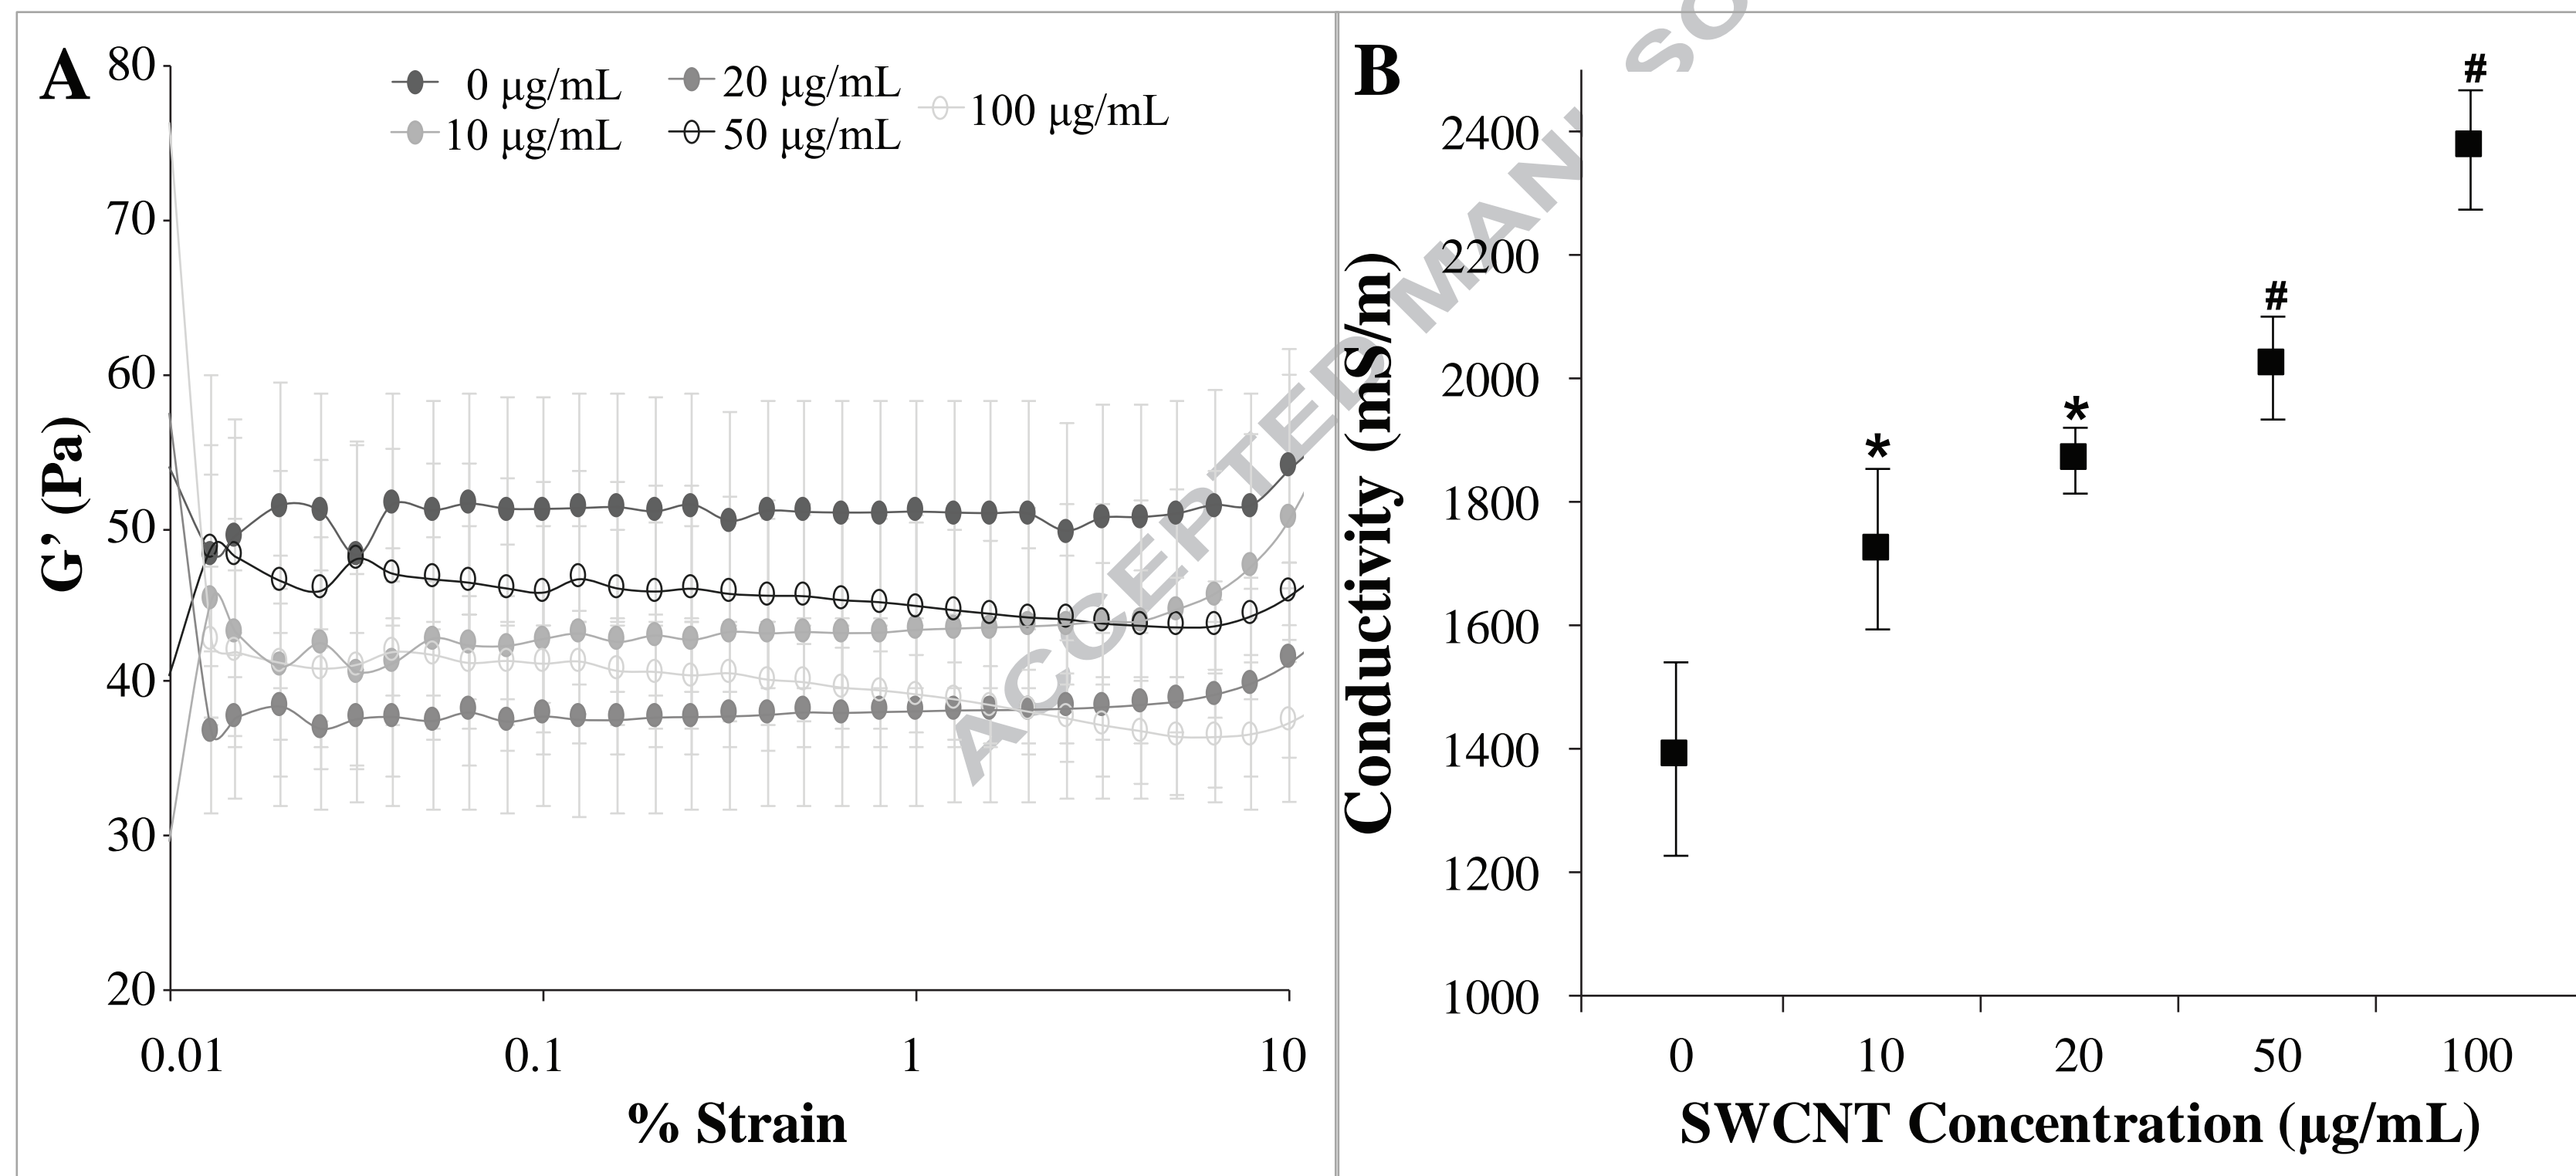 A
80
70
60
50
40
30
20
G’ (Pa)
0 μg/mL
10 μg/mL
20 μg/mL
50 μg/mL
100 μg/mL
0.01 0.1 1 10
% Strain
B
2400
2200
2000
1800
1600
1400
1200
1000
Conductivity (mS/m)
*
*
#
#
0 10 20 50 100
SWCNT Concentration (μg/mL)
ACCEPTED MAN